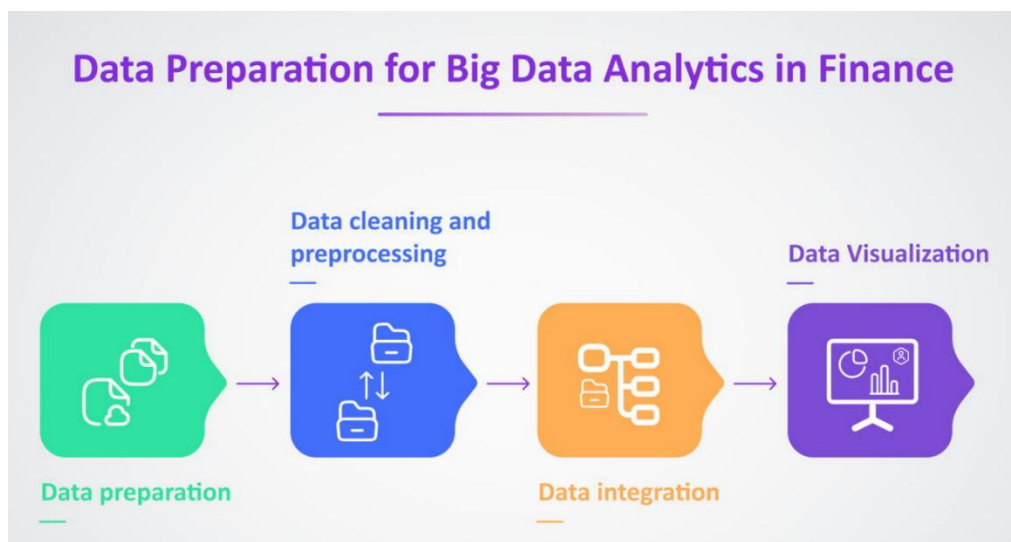 Data Preparation for Big Data Analytics in Finance
Data preparation
Data cleaning and
preprocessing
Data integration
Data Visualization